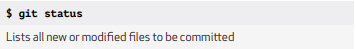 $ git status
Lists all new or modified files to be committed